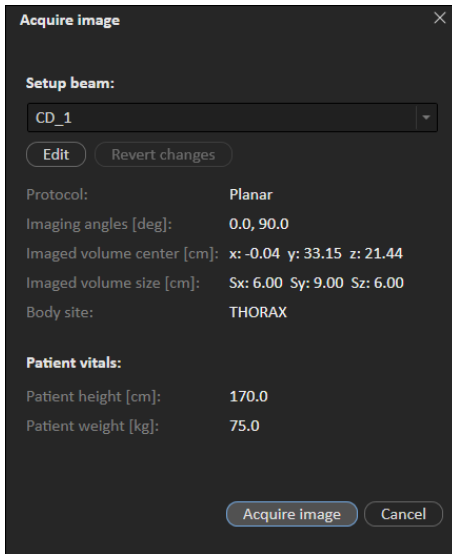 Acquire image
Setup beam:
CD_1
Edit Revert changes
Protocol: Planar
Imaging angles [deg]: 0.0, 90.0
Imaged volume center [cm]: x: -0.04 y: 33.15 z: 21.44
Imaged volume size [cm]: Sx: 6.00 Sy: 9.00 Sz: 6.00
Body site: THORAX
Patient vitals:
Patient height [cm]: 170.0
Patient weight [kg]: 75.0
Acquire image Cancel